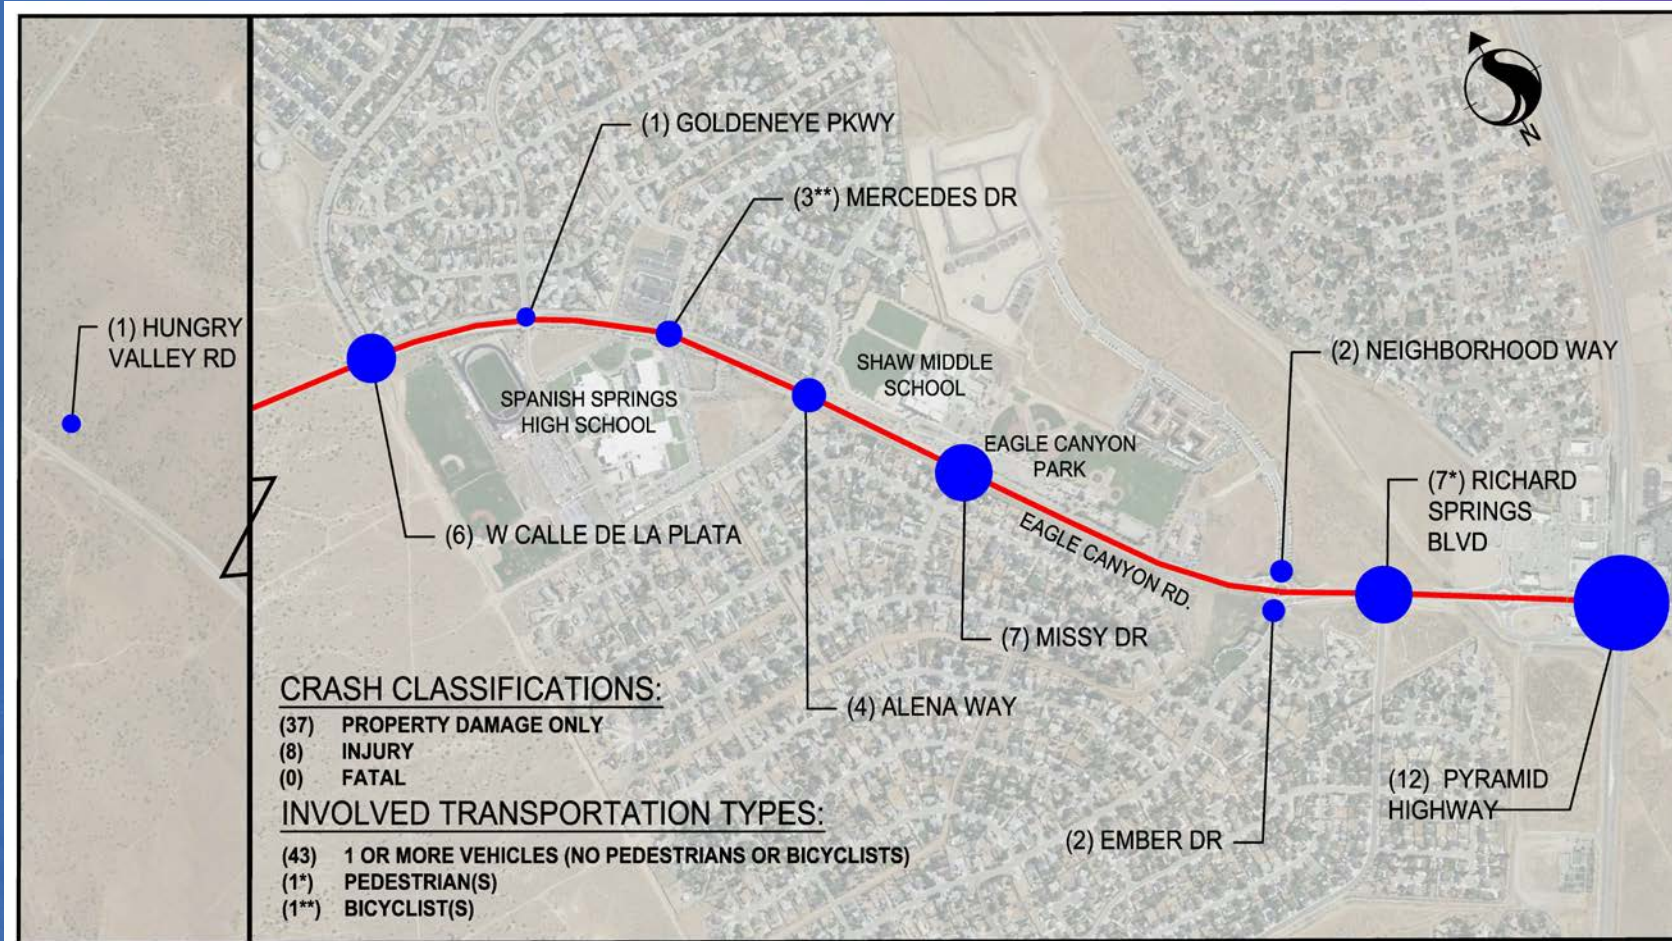 (1) GOLDENEYE PKWY
(3**) MERCEDES DR
(1) HUNGRY
VALLEY RD
SHAW MIDDLE
SCHOOL
(2) NEIGHBORHOOD WAY
SPANISH SPRINGS
HIGH SCHOOL
EAGLE CANYON
PARK
(7*) RICHARD
SPRINGS
BLVD
(6) W CALLE DE LA PLATA
EAGLE CANYON RD.
(7) MISSY DR
(4) ALENA WAY
(12) PYRAMID
HIGHWAY
(2) EMBER DR
CRASH CLASSIFICATIONS:
(37) PROPERTY DAMAGE ONLY
(8) INJURY
(0) FATAL
INVOLVED TRANSPORTATION TYPES:
(43) 1 OR MORE VEHICLES (NO PEDESTRIANS OR BICYCLISTS)
(1*) PEDESTRIAN(S)
(1**) BICYCLIST(S)
N